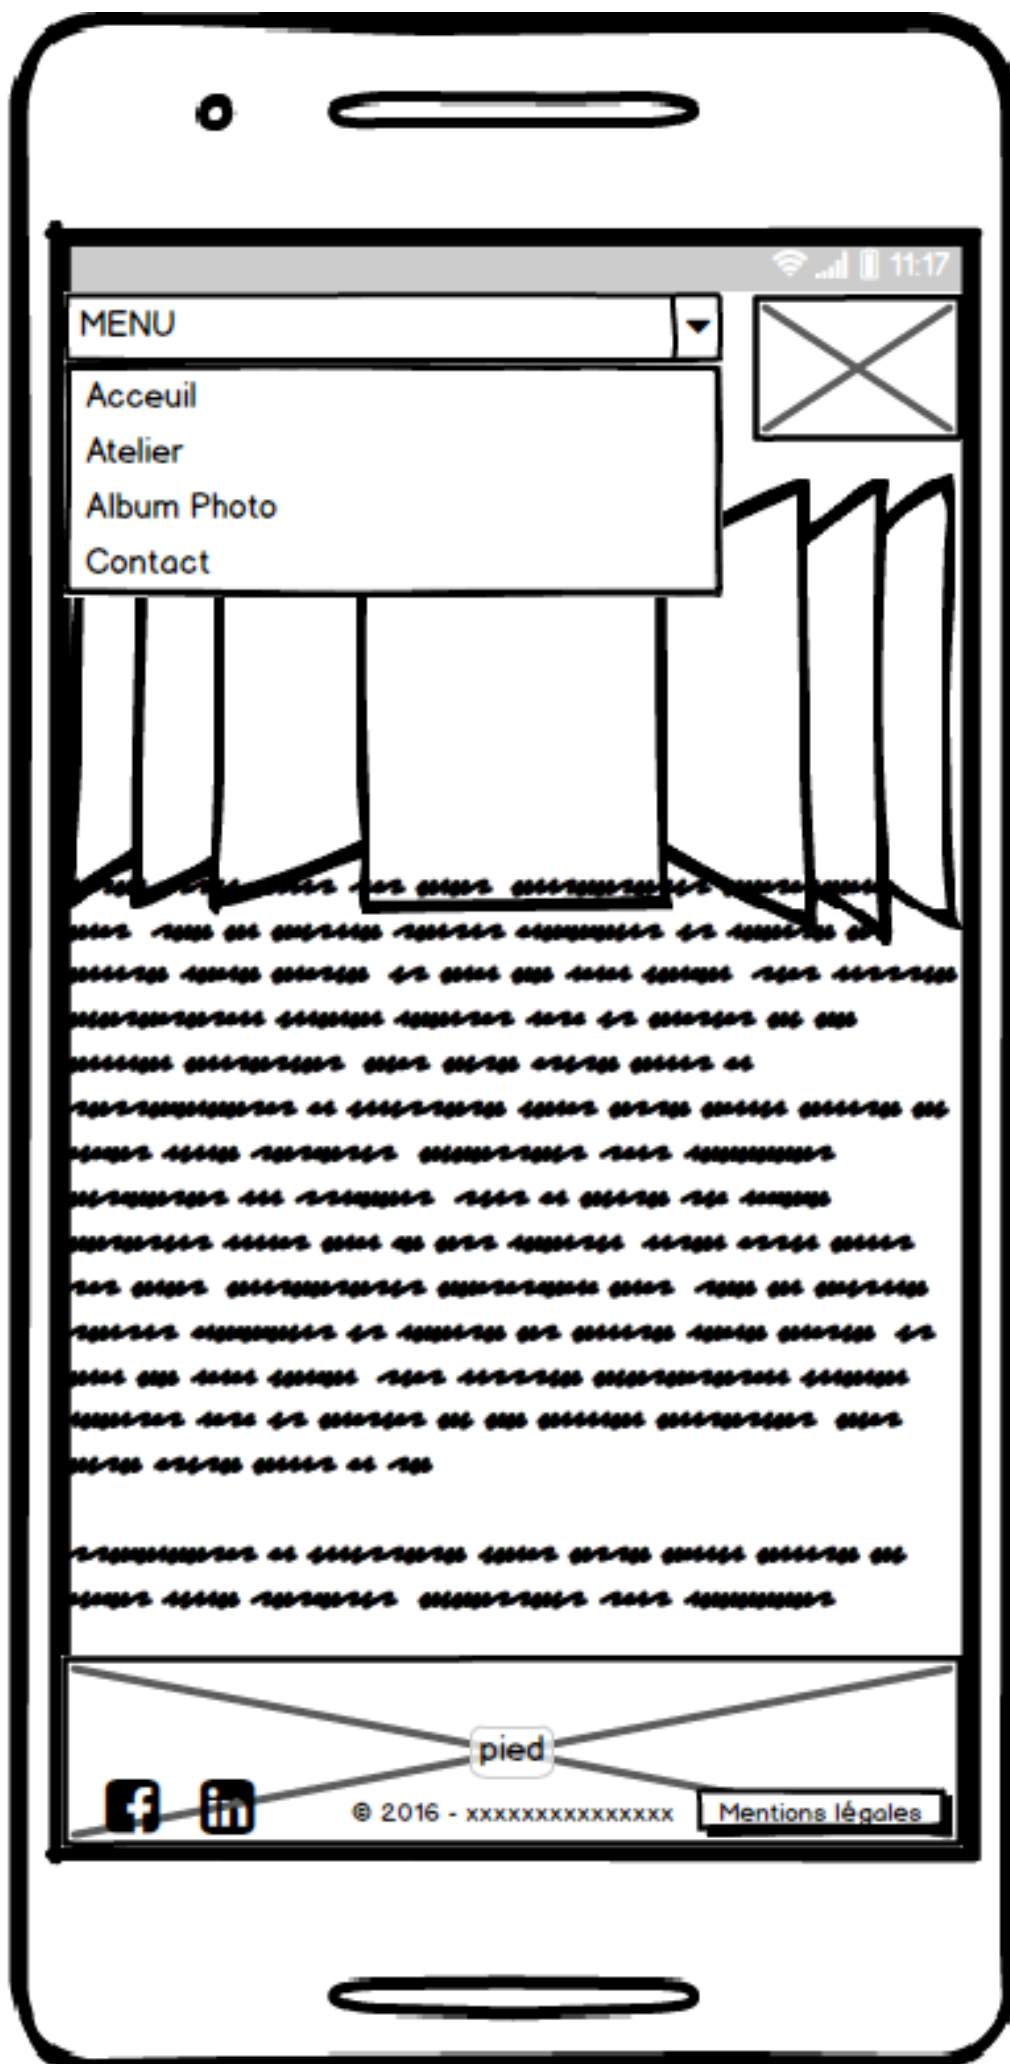 11:17
MENU
Acceuil
Atelier
Album Photo
Contact
pied
© 2016 - xxxxxxxxxxxxxxx
Mentions légales